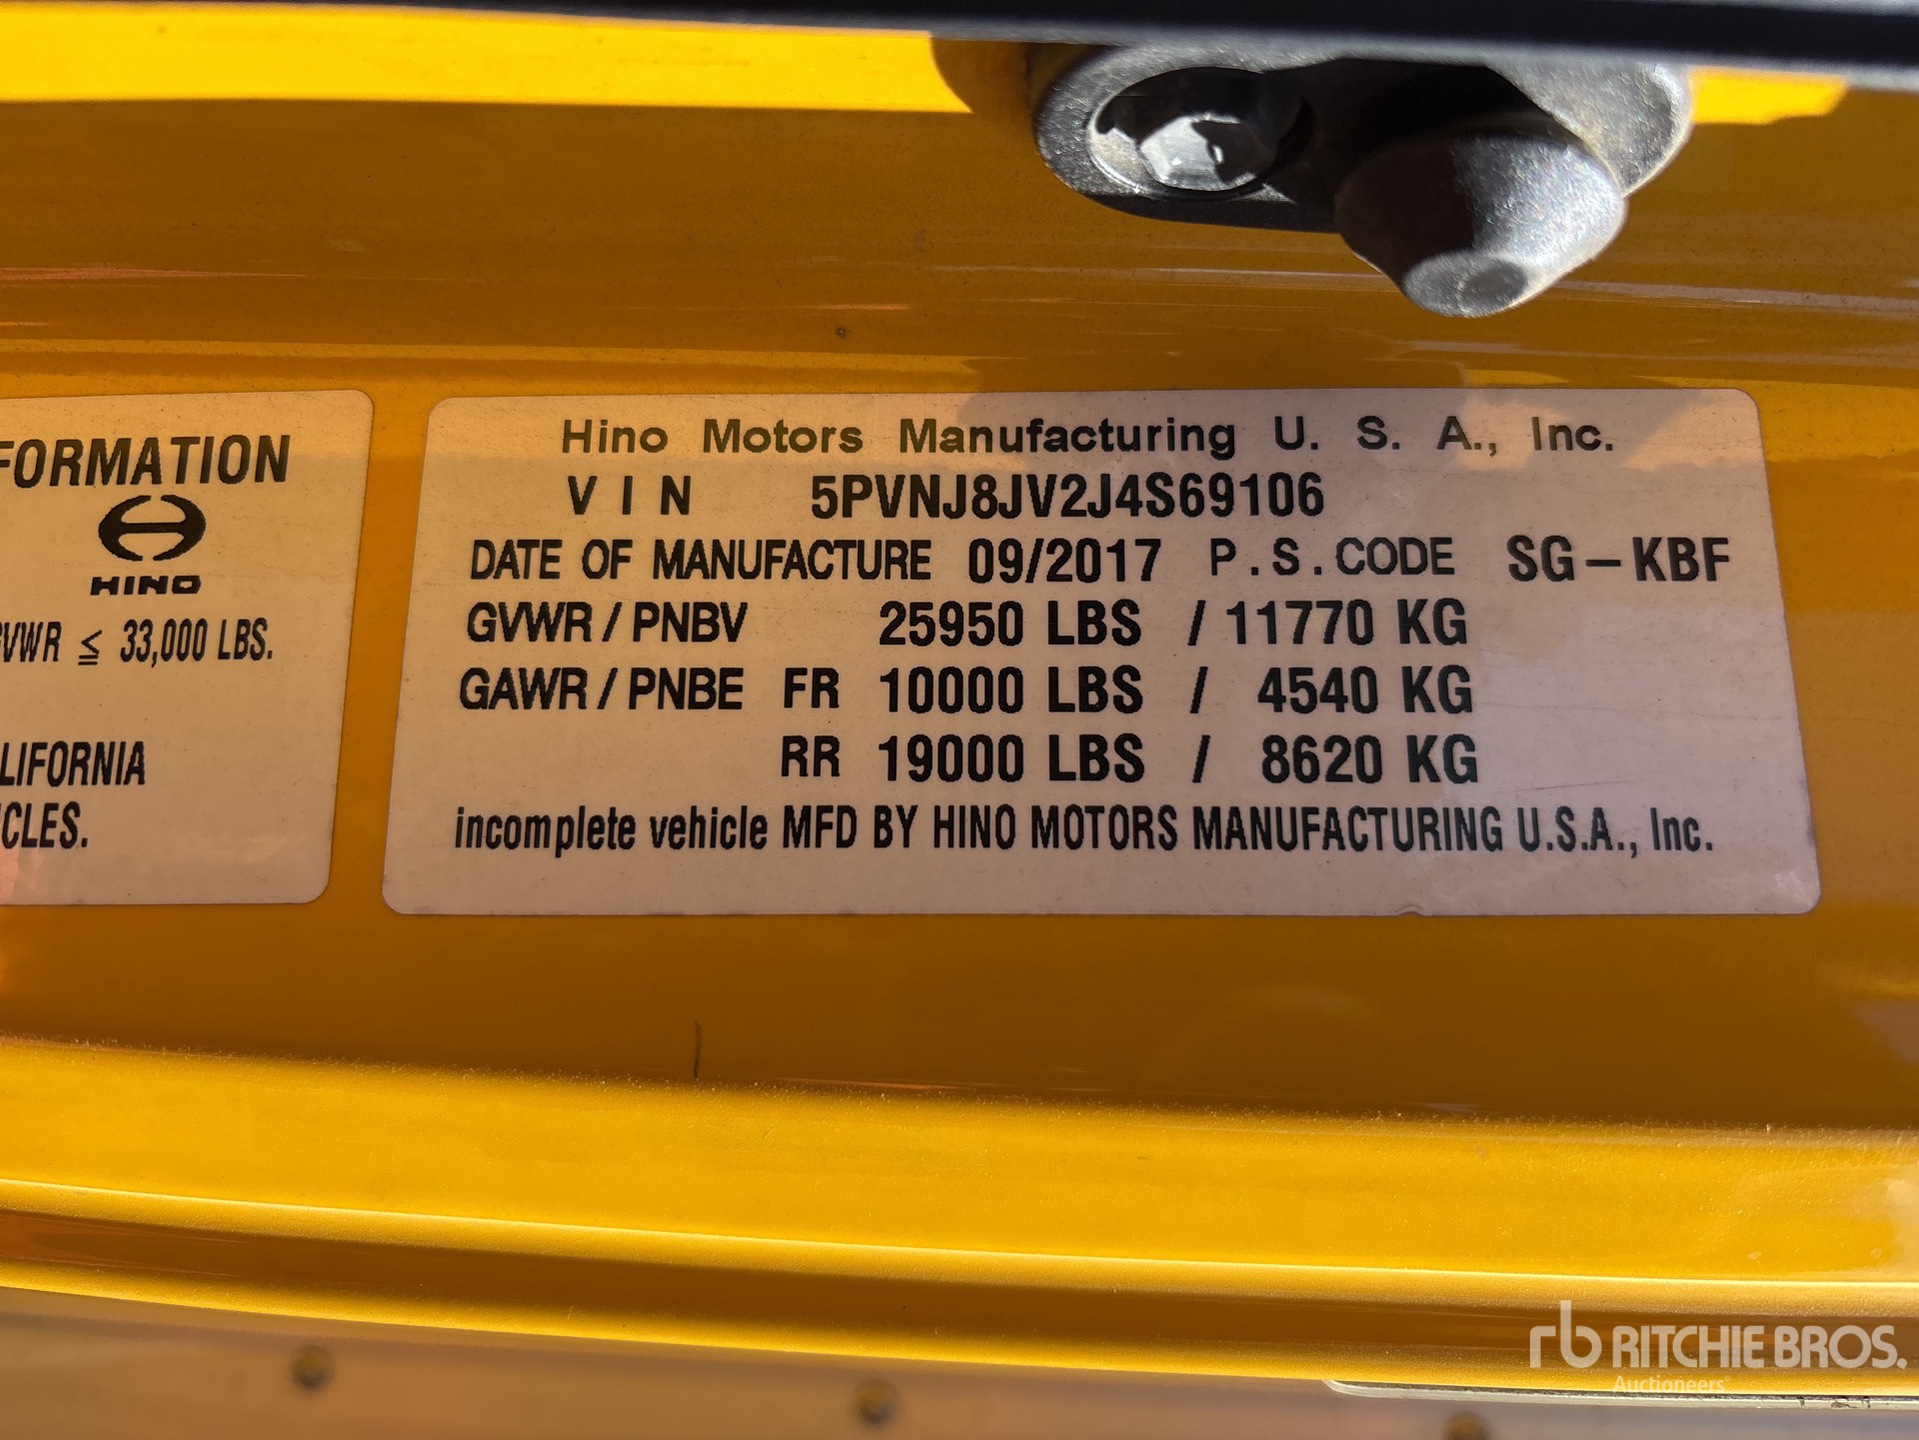 FORMATION
HINO
VWR ≦ 33,000 LBS.
LIFORNIA
ICLES.
Hino Motors Manufacturing U. S. A., Inc.
V I N 5PVNJ8JV2J4S69106
DATE OF MANUFACTURE 09/2017 P.S.CODE SG-KBF
GVWR / PNBV 25950 LBS / 11770 KG
GAWR / PNBE FR 10000 LBS / 4540 KG
RR 19000 LBS / 8620 KG
incomplete vehicle MFD BY HINO MOTORS MANUFACTURING U.S.A., Inc.
rb RITCHIE BROS.
Auctioneers